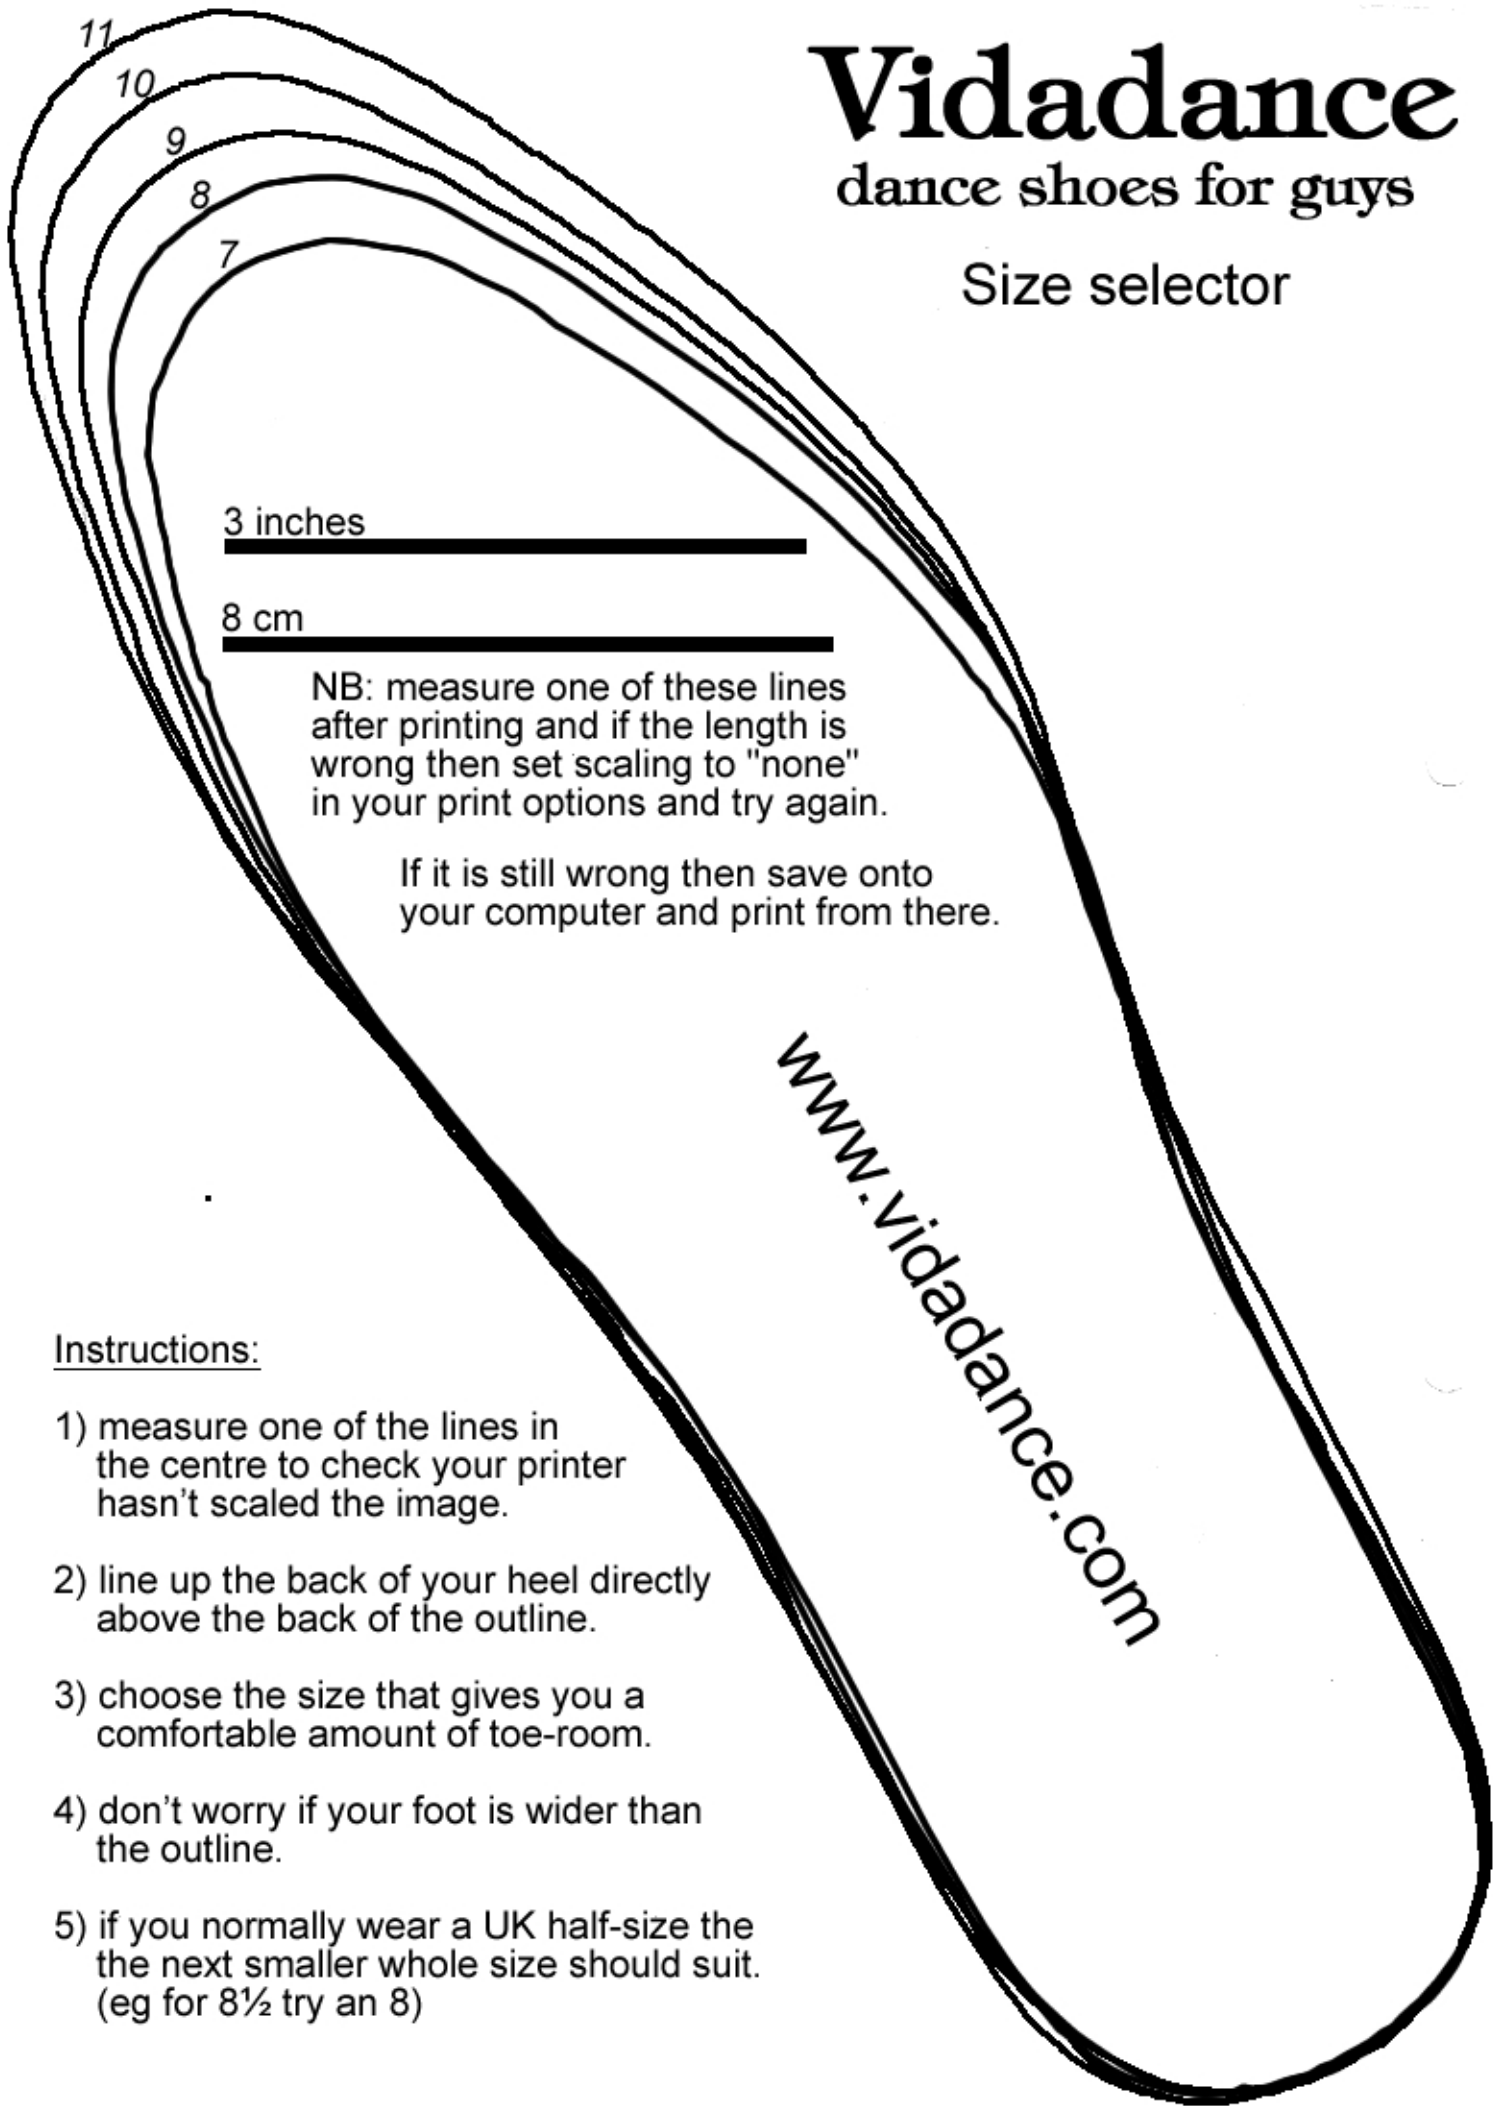 11
10
9
8
7
Vidadance
dance shoes for guys
Size selector
3 inches
8 cm
NB: measure one of these lines
after printing and if the length is
wrong then set scaling to "none"
in your print options and try again.
If it is still wrong then save onto
your computer and print from there.
www.vidadance.com
Instructions:
1) measure one of the lines in
the centre to check your printer
hasn't scaled the image.
2) line up the back of your heel directly
above the back of the outline.
3) choose the size that gives you a
comfortable amount of toe-room.
4) don't worry if your foot is wider than
the outline.
5) if you normally wear a UK half-size the
the next smaller whole size should suit.
(eg for 8½ try an 8)